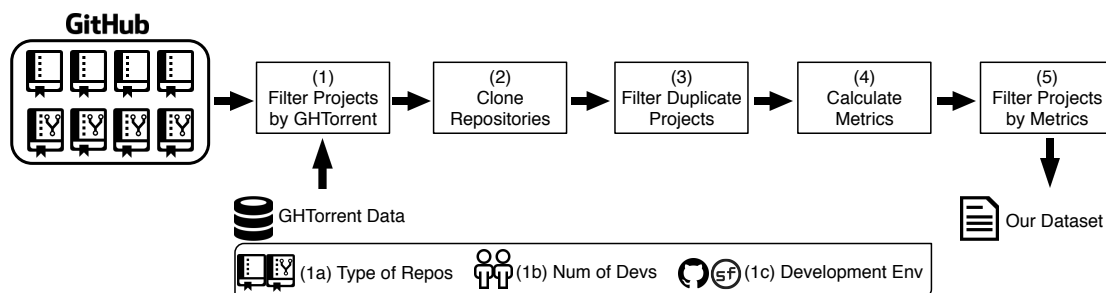 GitHub
(1)
Filter Projects
by GHTorrent
(2)
Clone
Repositories
(3)
Filter Duplicate
Projects
(4)
Calculate
Metrics
(5)
Filter Projects
by Metrics
GHTorrent Data
Our Dataset
(1a) Type of Repos
(1b) Num of Devs
sf (1c) Development Env